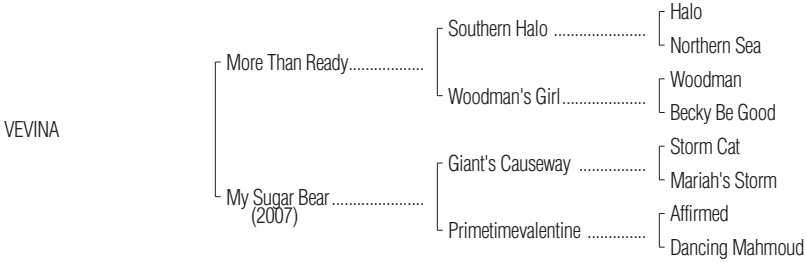 Halo
Southern Halo ......................
Northern Sea
More Than Ready..................
Woodman
Woodman's Girl....................
Becky Be Good
VEVINA
Storm Cat
Giant's Causeway ................
Mariah's Storm
My Sugar Bear ......................
(2007)
Affirmed
Primetimevalentine ..............
Dancing Mahmoud